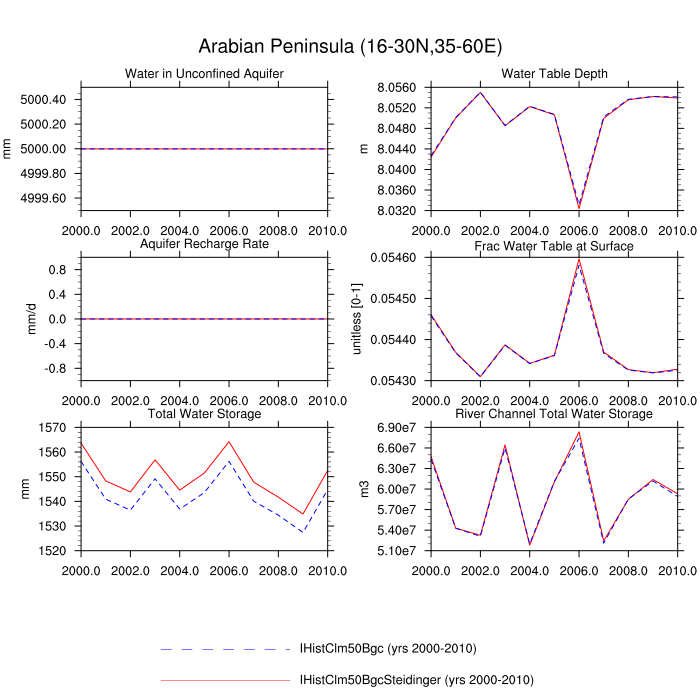 Arabian Peninsula (16-30N,35-60E)
Water in Unconfined Aquifer
5000.40
5000.20
5000.00
4999.80
4999.60
mm
2000.0 2002.0 2004.0 2006.0 2008.0 2010.0
Water Table Depth
8.0560
8.0520
8.0480
8.0440
8.0400
8.0360
8.0320
m
2000.0 2002.0 2004.0 2006.0 2008.0 2010.0
Aquifer Recharge Rate
0.8
0.4
0.0
-0.4
-0.8
mm/d
2000.0 2002.0 2004.0 2006.0 2008.0 2010.0
Frac Water Table at Surface
0.05460
0.05450
0.05440
0.05430
unitless [0-1]
2000.0 2002.0 2004.0 2006.0 2008.0 2010.0
Total Water Storage
1570
1560
1550
1540
1530
1520
mm
2000.0 2002.0 2004.0 2006.0 2008.0 2010.0
River Channel Total Water Storage
6.90e7
6.60e7
6.30e7
6.00e7
5.70e7
5.40e7
5.10e7
m3
2000.0 2002.0 2004.0 2006.0 2008.0 2010.0
IHistClm50Bgc (yrs 2000-2010)
IHistClm50BgcSteidinger (yrs 2000-2010)